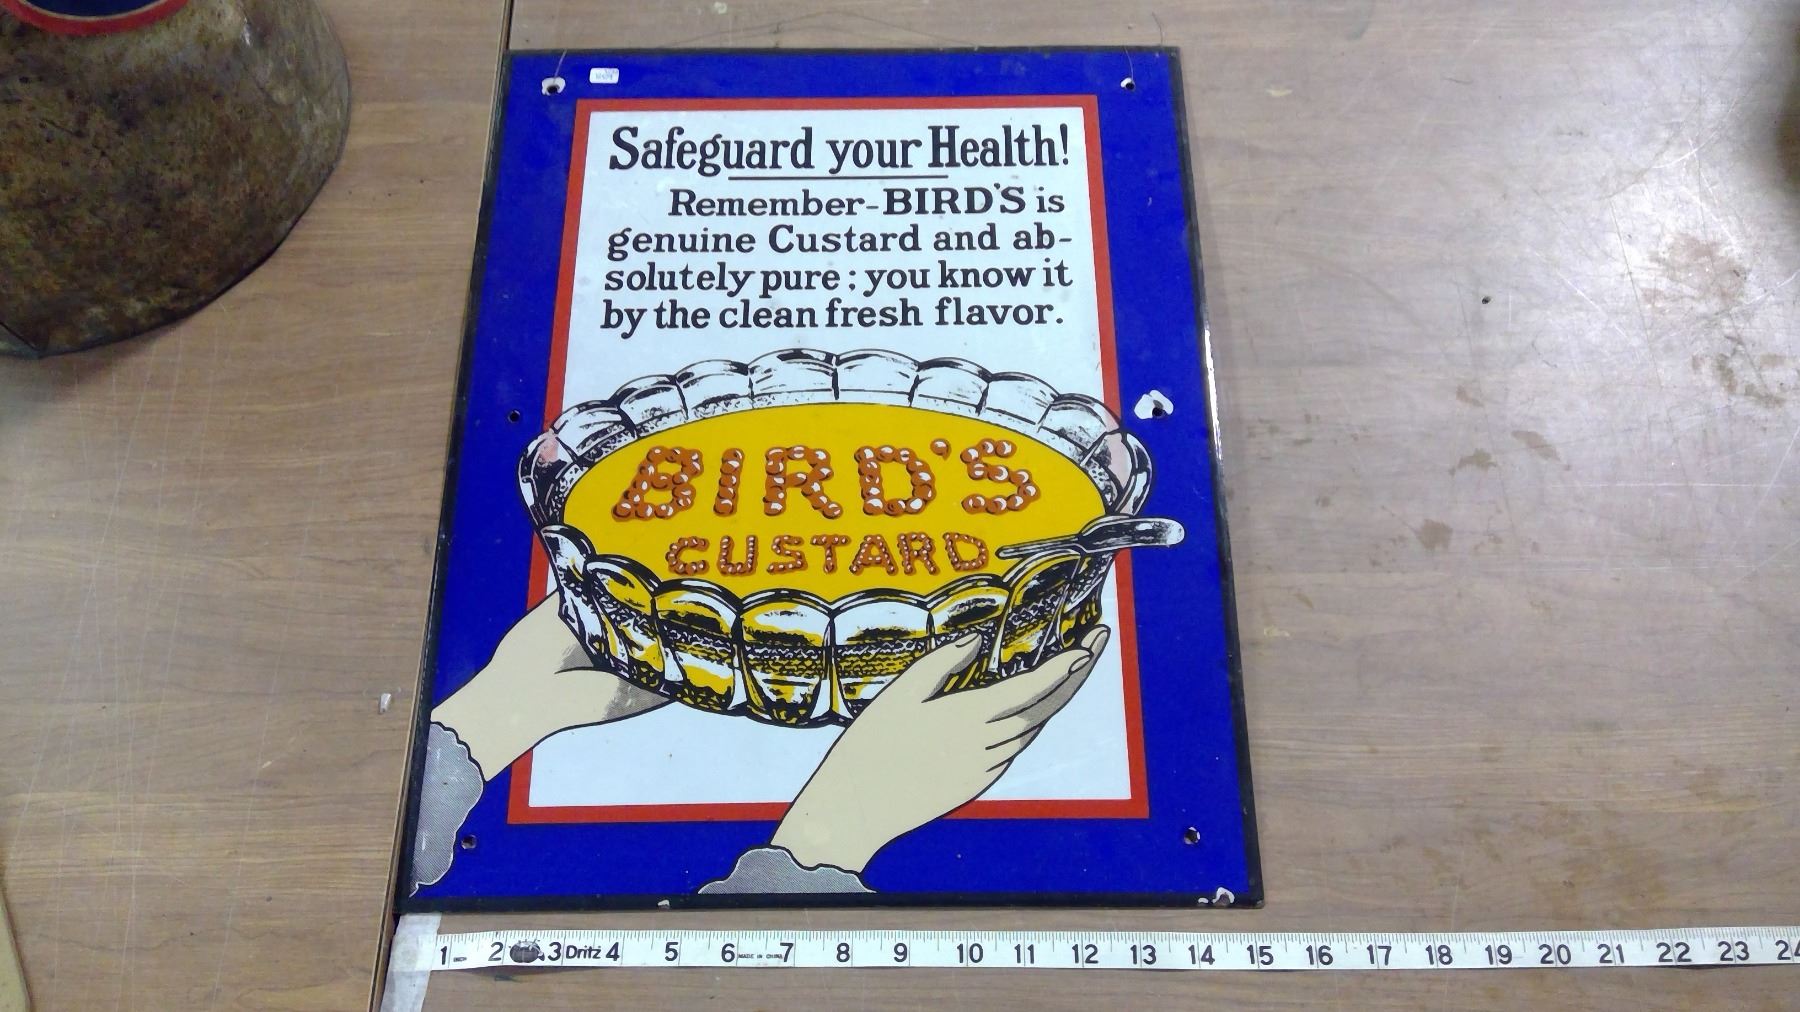 Safeguard your Health!
Remember-BIRD'S is
genuine Custard and ab-
solutely pure: you know it
by the clean fresh flavor.
BIRD'S
CUSTARD
1 2 3 Dritz 4 5 6 MADE IN CHINA 7 8 9 10 11 12 13 14 15 16 17 18 19 20 21 22 23 24